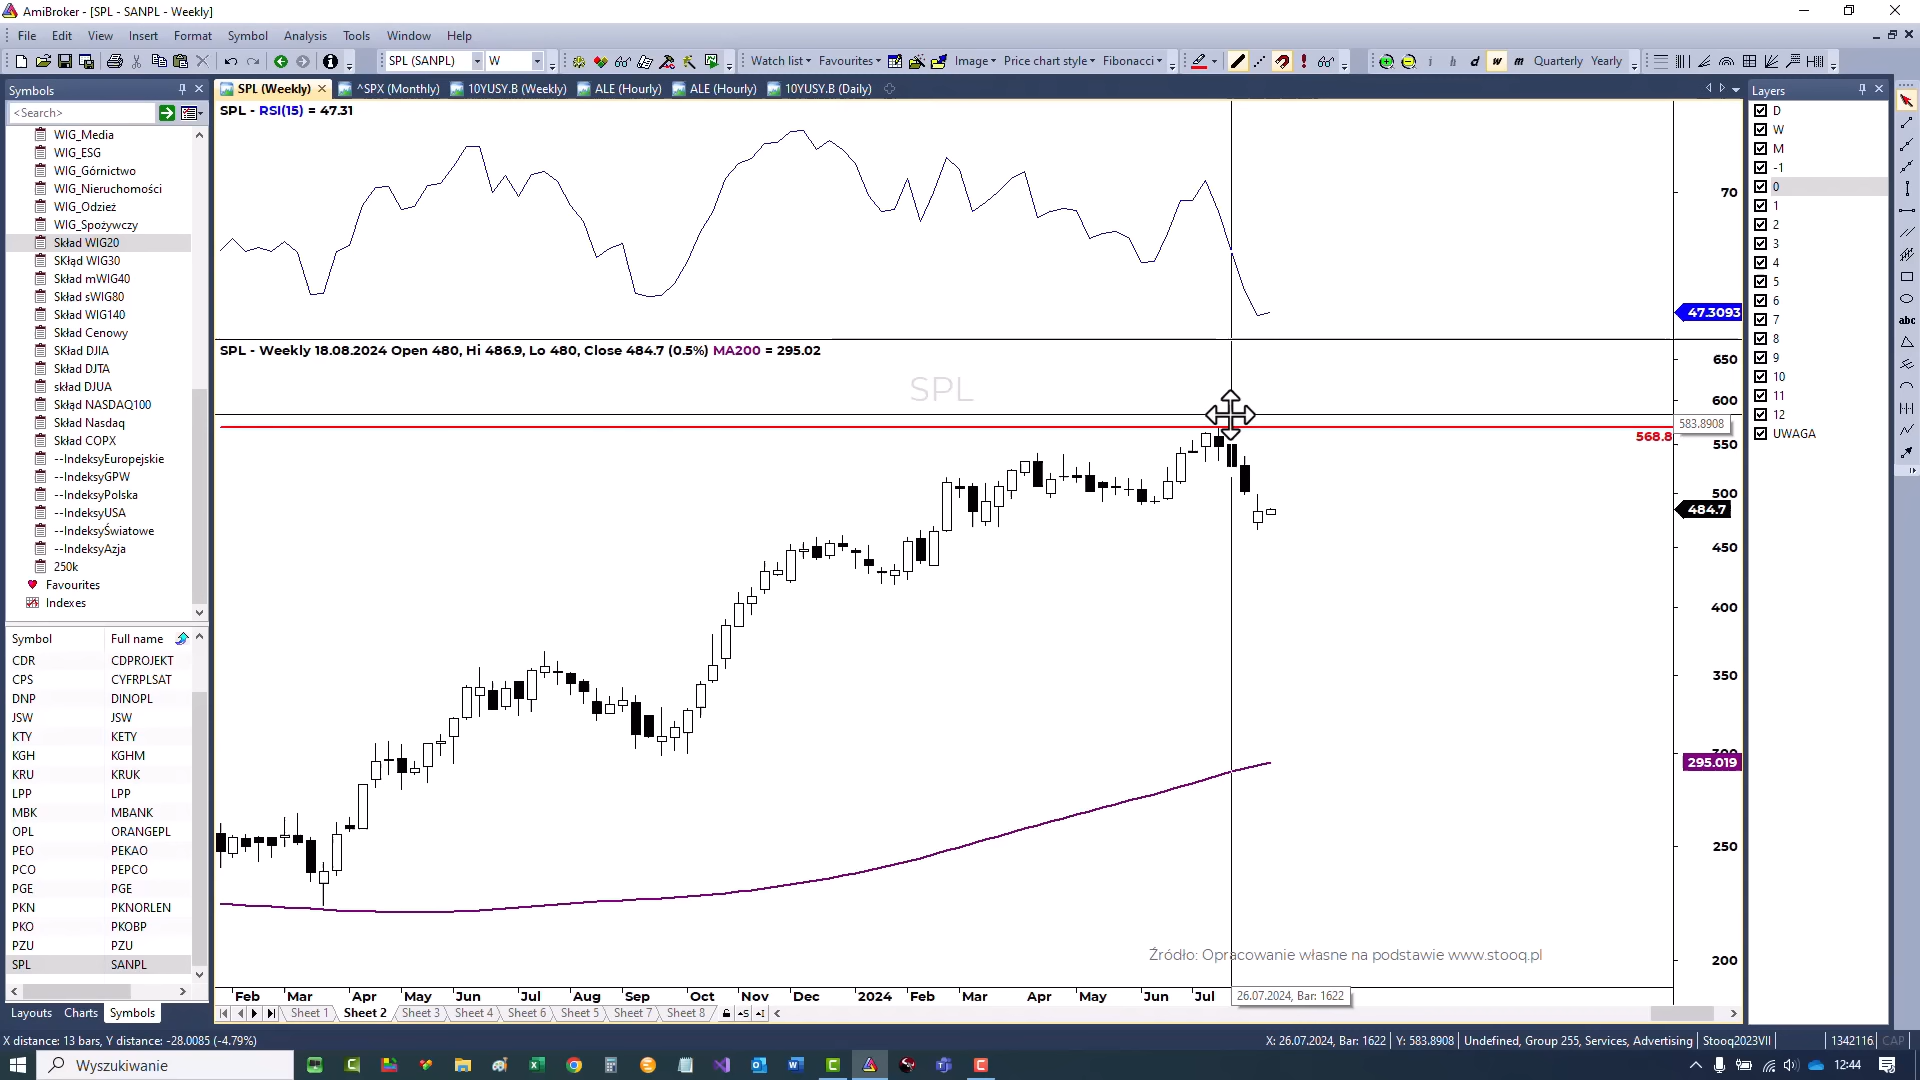 AmiBroker - [SPL - SANPL - Weekly]
File Edit View Insert Format Symbol Analysis Tools Window Help
SPL (SANPL) W Watch list Favourites Image Price chart style Fibonacci i h d w m Quarterly Yearly
Symbols
SPL (Weekly) ^SPX (Monthly) 10YUSY.B (Weekly) ALE (Hourly) ALE (Hourly) 10YUSY.B (Daily)
Layers
<Search>
WIG_Media
WIG_ESG
WIG_Górnictwo
WIG_Nieruchomości
WIG_Odzież
WIG_Spożywczy
Skład WIG20
SKłąd WIG30
Skład mWIG40
Skład sWIG80
Skład WIG140
Skład Cenowy
SKład DJIA
Skład DJTA
skład DJUA
Skłąd NASDAQ100
Skład Nasdaq
Skład COPX
--IndeksyEuropejskie
--IndeksyGPW
--IndeksyPolska
--IndeksyUSA
--IndeksyŚwiatowe
--IndeksyAzja
250k
Favourites
Indexes
Symbol Full name
CDR CDPROJEKT
CPS CYFRPLSAT
DNP DINOPL
JSW JSW
KTY KETY
KGH KGHM
KRU KRUK
LPP LPP
MBK MBANK
OPL ORANGEPL
PEO PEKAO
PCO PEPCO
PGE PGE
PKN PKNORLEN
PKO PKOBP
PZU PZU
SPL SANPL
Layouts Charts Symbols
SPL - RSI(15) = 47.31
70
47.3093
SPL - Weekly 18.08.2024 Open 480, Hi 486.9, Lo 480, Close 484.7 (0.5%) MA200 = 295.02
SPL
650
600
583.8908
568.8
550
500
484.7
450
400
350
300
295.019
250
200
Źródło: Opracowanie własne na podstawie www.stooq.pl
Feb Mar Apr May Jun Jul Aug Sep Oct Nov Dec 2024 Feb Mar Apr May Jun Jul 26.07.2024, Bar: 1622
Sheet 1 Sheet 2 Sheet 3 Sheet 4 Sheet 6 Sheet 5 Sheet 7 Sheet 8
D
W
M
-1
0
1
2
3
4
5
6
7
8
9
10
11
12
UWAGA
abc
X distance: 13 bars, Y distance: -28.0085 (-4.79%) X: 26.07.2024, Bar: 1622 Y: 583.8908 Undefined, Group 255, Services, Advertising Stooq2023VII 1342116 CAP
Wyszukiwanie 12:44